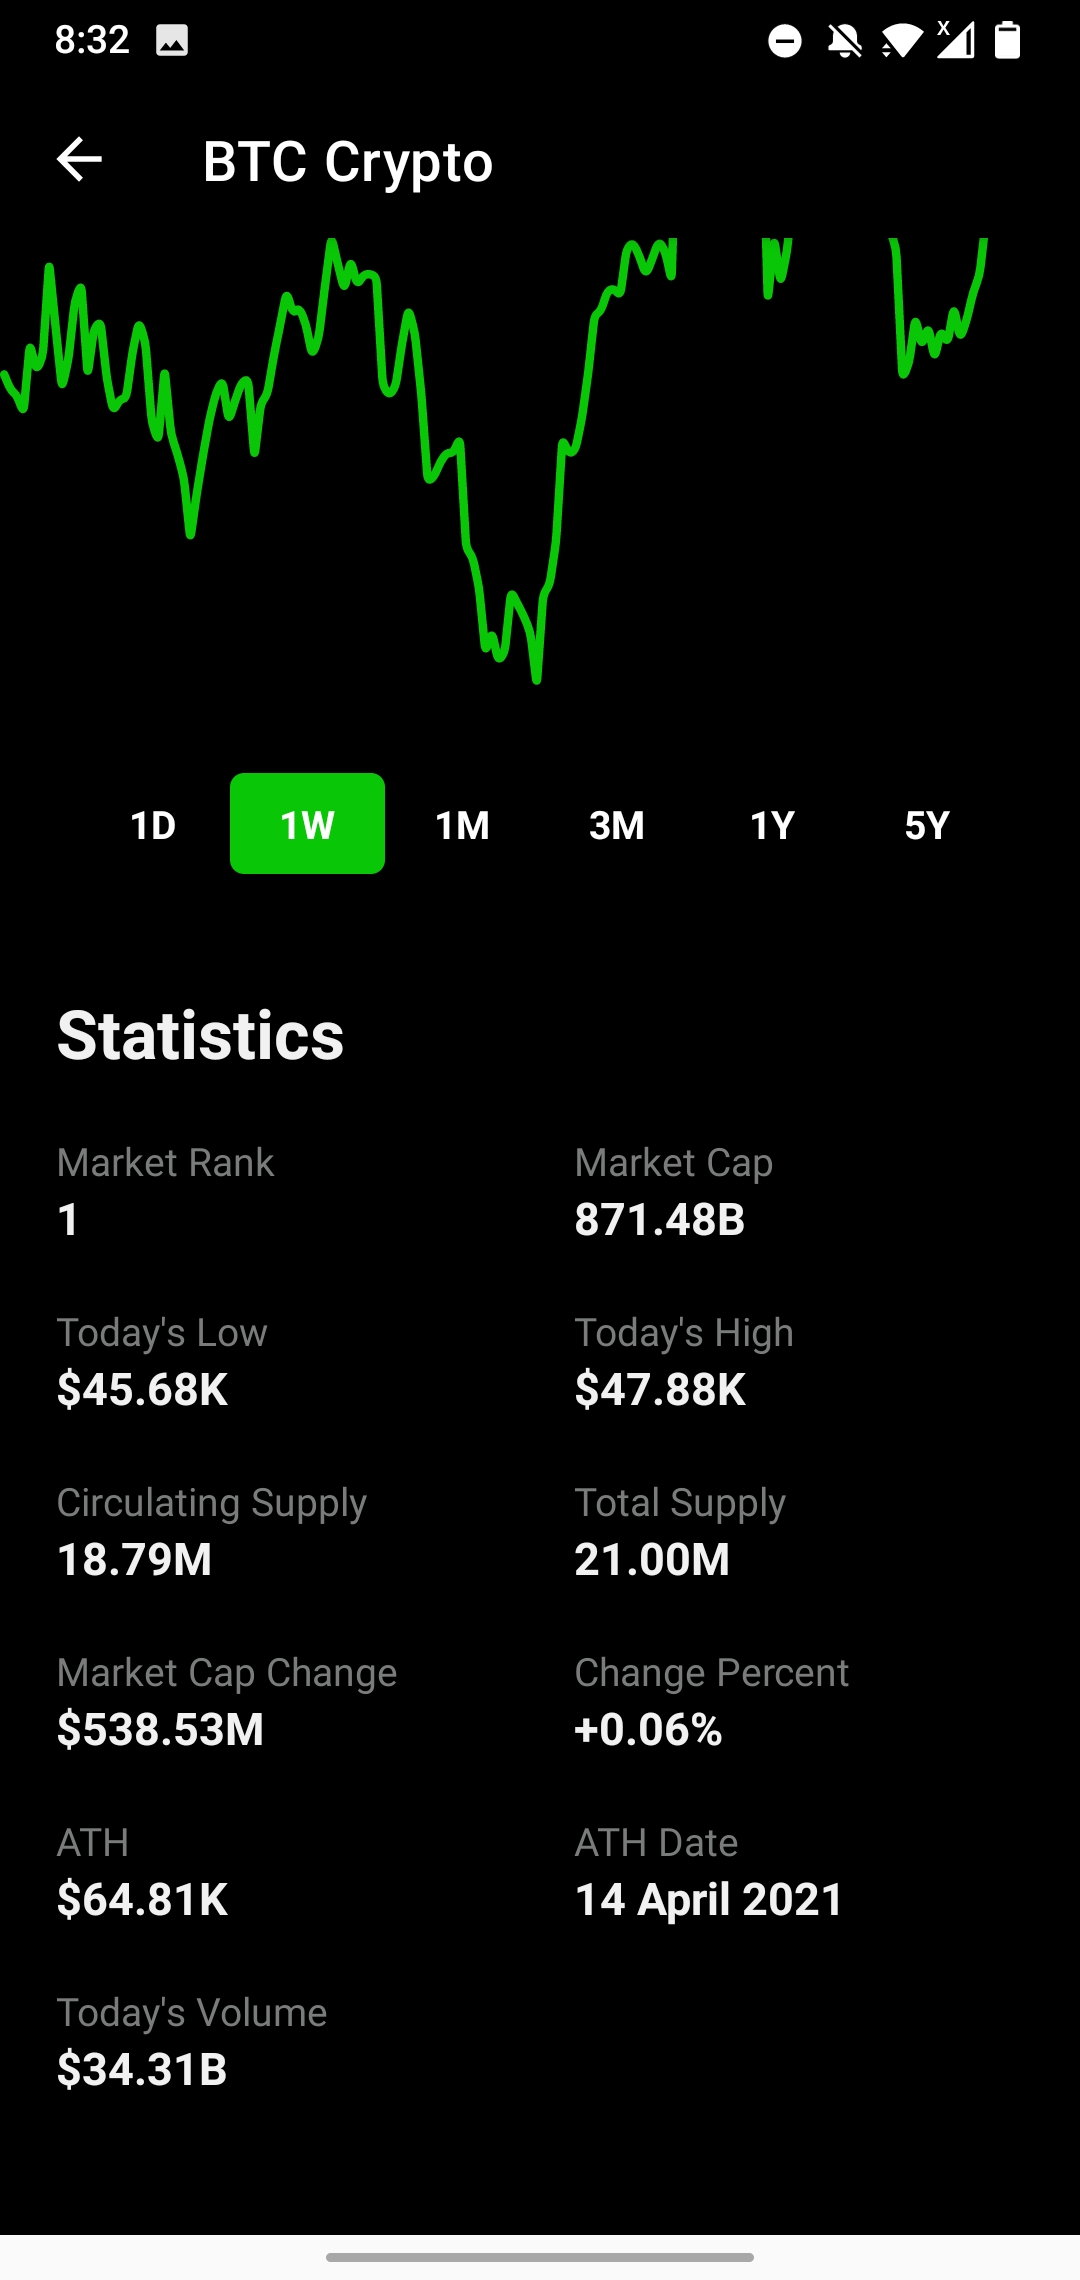 8:32
BTC Crypto
1D 1W 1M 3M 1Y 5Y
Statistics
Market Rank Market Cap
1 871.48B
Today's Low Today's High
$45.68K $47.88K
Circulating Supply Total Supply
18.79M 21.00M
Market Cap Change Change Percent
$538.53M +0.06%
ATH ATH Date
$64.81K 14 April 2021
Today's Volume
$34.31B